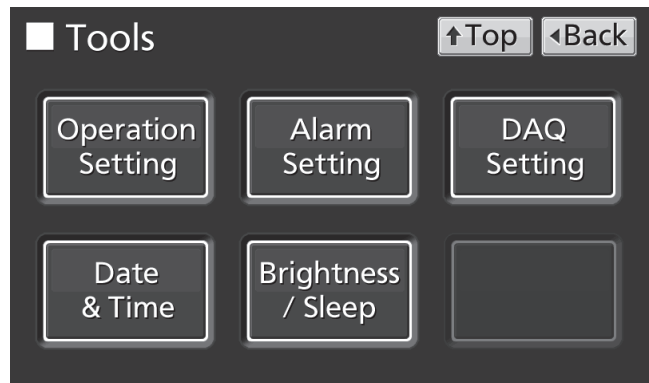 Tools
↑Top
◂Back
Operation
Setting
Alarm
Setting
DAQ
Setting
Date
& Time
Brightness
/ Sleep